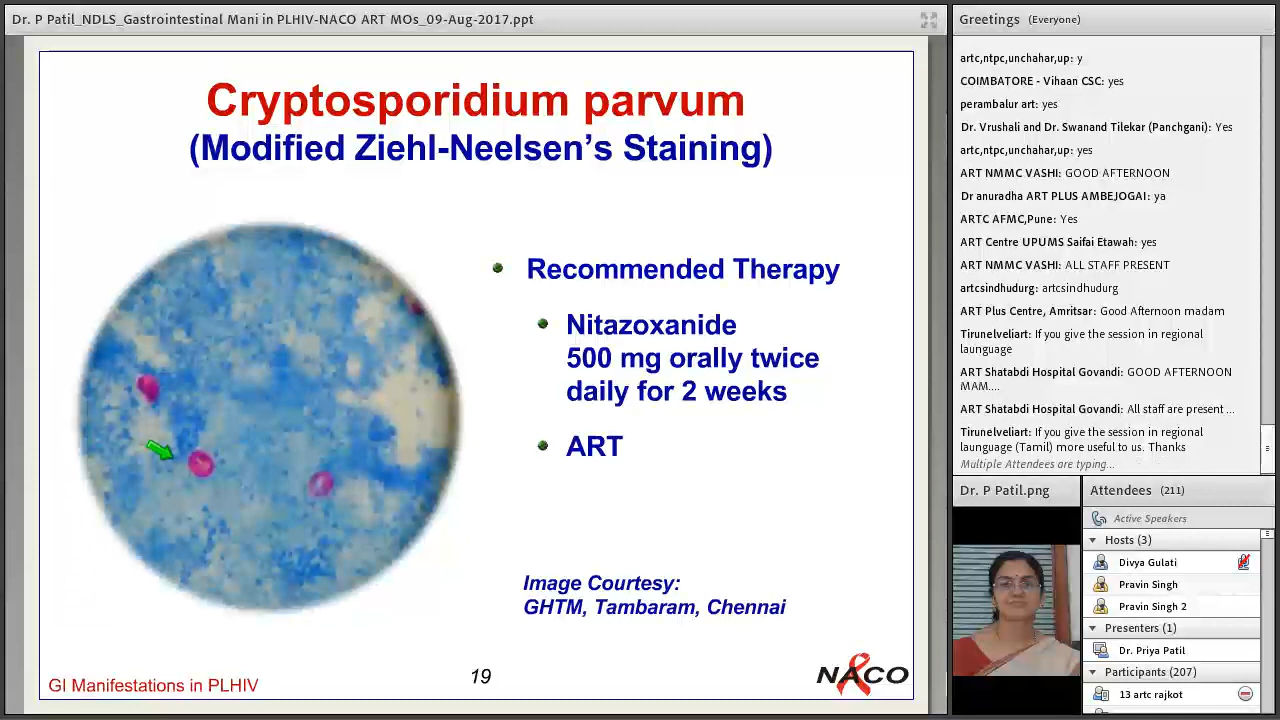 Dr. P Patil_NDLS_Gastrointestinal Mani in PLHIV-NACO ART MOs_09-Aug-2017.ppt
Cryptosporidium parvum
(Modified Ziehl-Neelsen’s Staining)
Recommended Therapy
Nitazoxanide
500 mg orally twice
daily for 2 weeks
ART
Image Courtesy:
GHTM, Tambaram, Chennai
GI Manifestations in PLHIV
19
NACO
Greetings (Everyone)
artc,ntpc,unchahar,up: y
COIMBATORE - Vihaan CSC: yes
perambalur art: yes
Dr. Vrushali and Dr. Swanand Tilekar (Panchgani): Yes
artc,ntpc,unchahar,up: yes
ART NMMC VASHI: GOOD AFTERNOON
Dr anuradha ART PLUS AMBEJOGAI: ya
ARTC AFMC,Pune: Yes
ART Centre UPUMS Saifai Etawah: yes
ART NMMC VASHI: ALL STAFF PRESENT
artcsindhudurg: artcsindhudurg
ART Plus Centre, Amritsar: Good Afternoon madam
Tirunelveliart: If you give the session in regional
launguage
ART Shatabdi Hospital Govandi: GOOD AFTERNOON
MAM....
ART Shatabdi Hospital Govandi: All staff are present ...
Tirunelveliart: If you give the session in regional
launguage (Tamil) more useful to us. Thanks
Multiple Attendees are typing...
Dr. P Patil.png
Attendees (211)
Active Speakers
Hosts (3)
Divya Gulati
Pravin Singh
Pravin Singh 2
Presenters (1)
Dr. Priya Patil
Participants (207)
13 artc rajkot